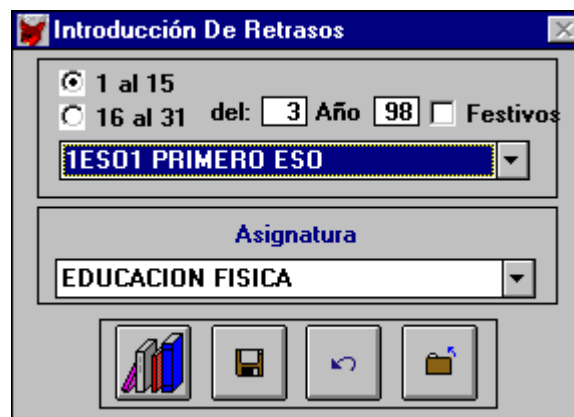 Introducción De Retrasos
1 al 15
16 al 31 del: 3 Año 98 Festivos
1ESO1 PRIMERO ESO
Asignatura
EDUCACION FISICA